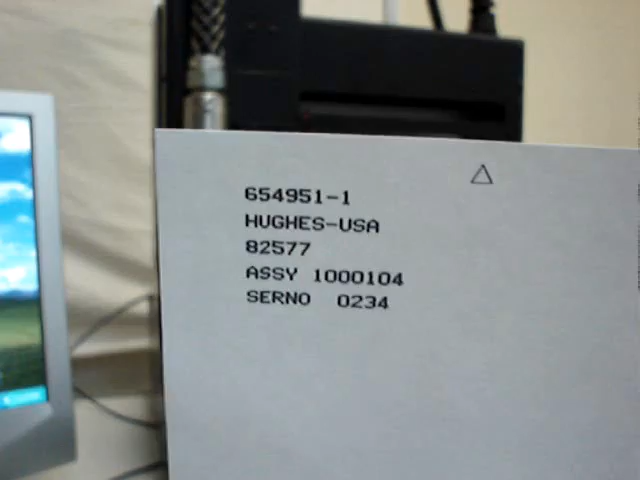 654951-1
HUGHES-USA
82577
ASSY 1000104
SERNO 0234